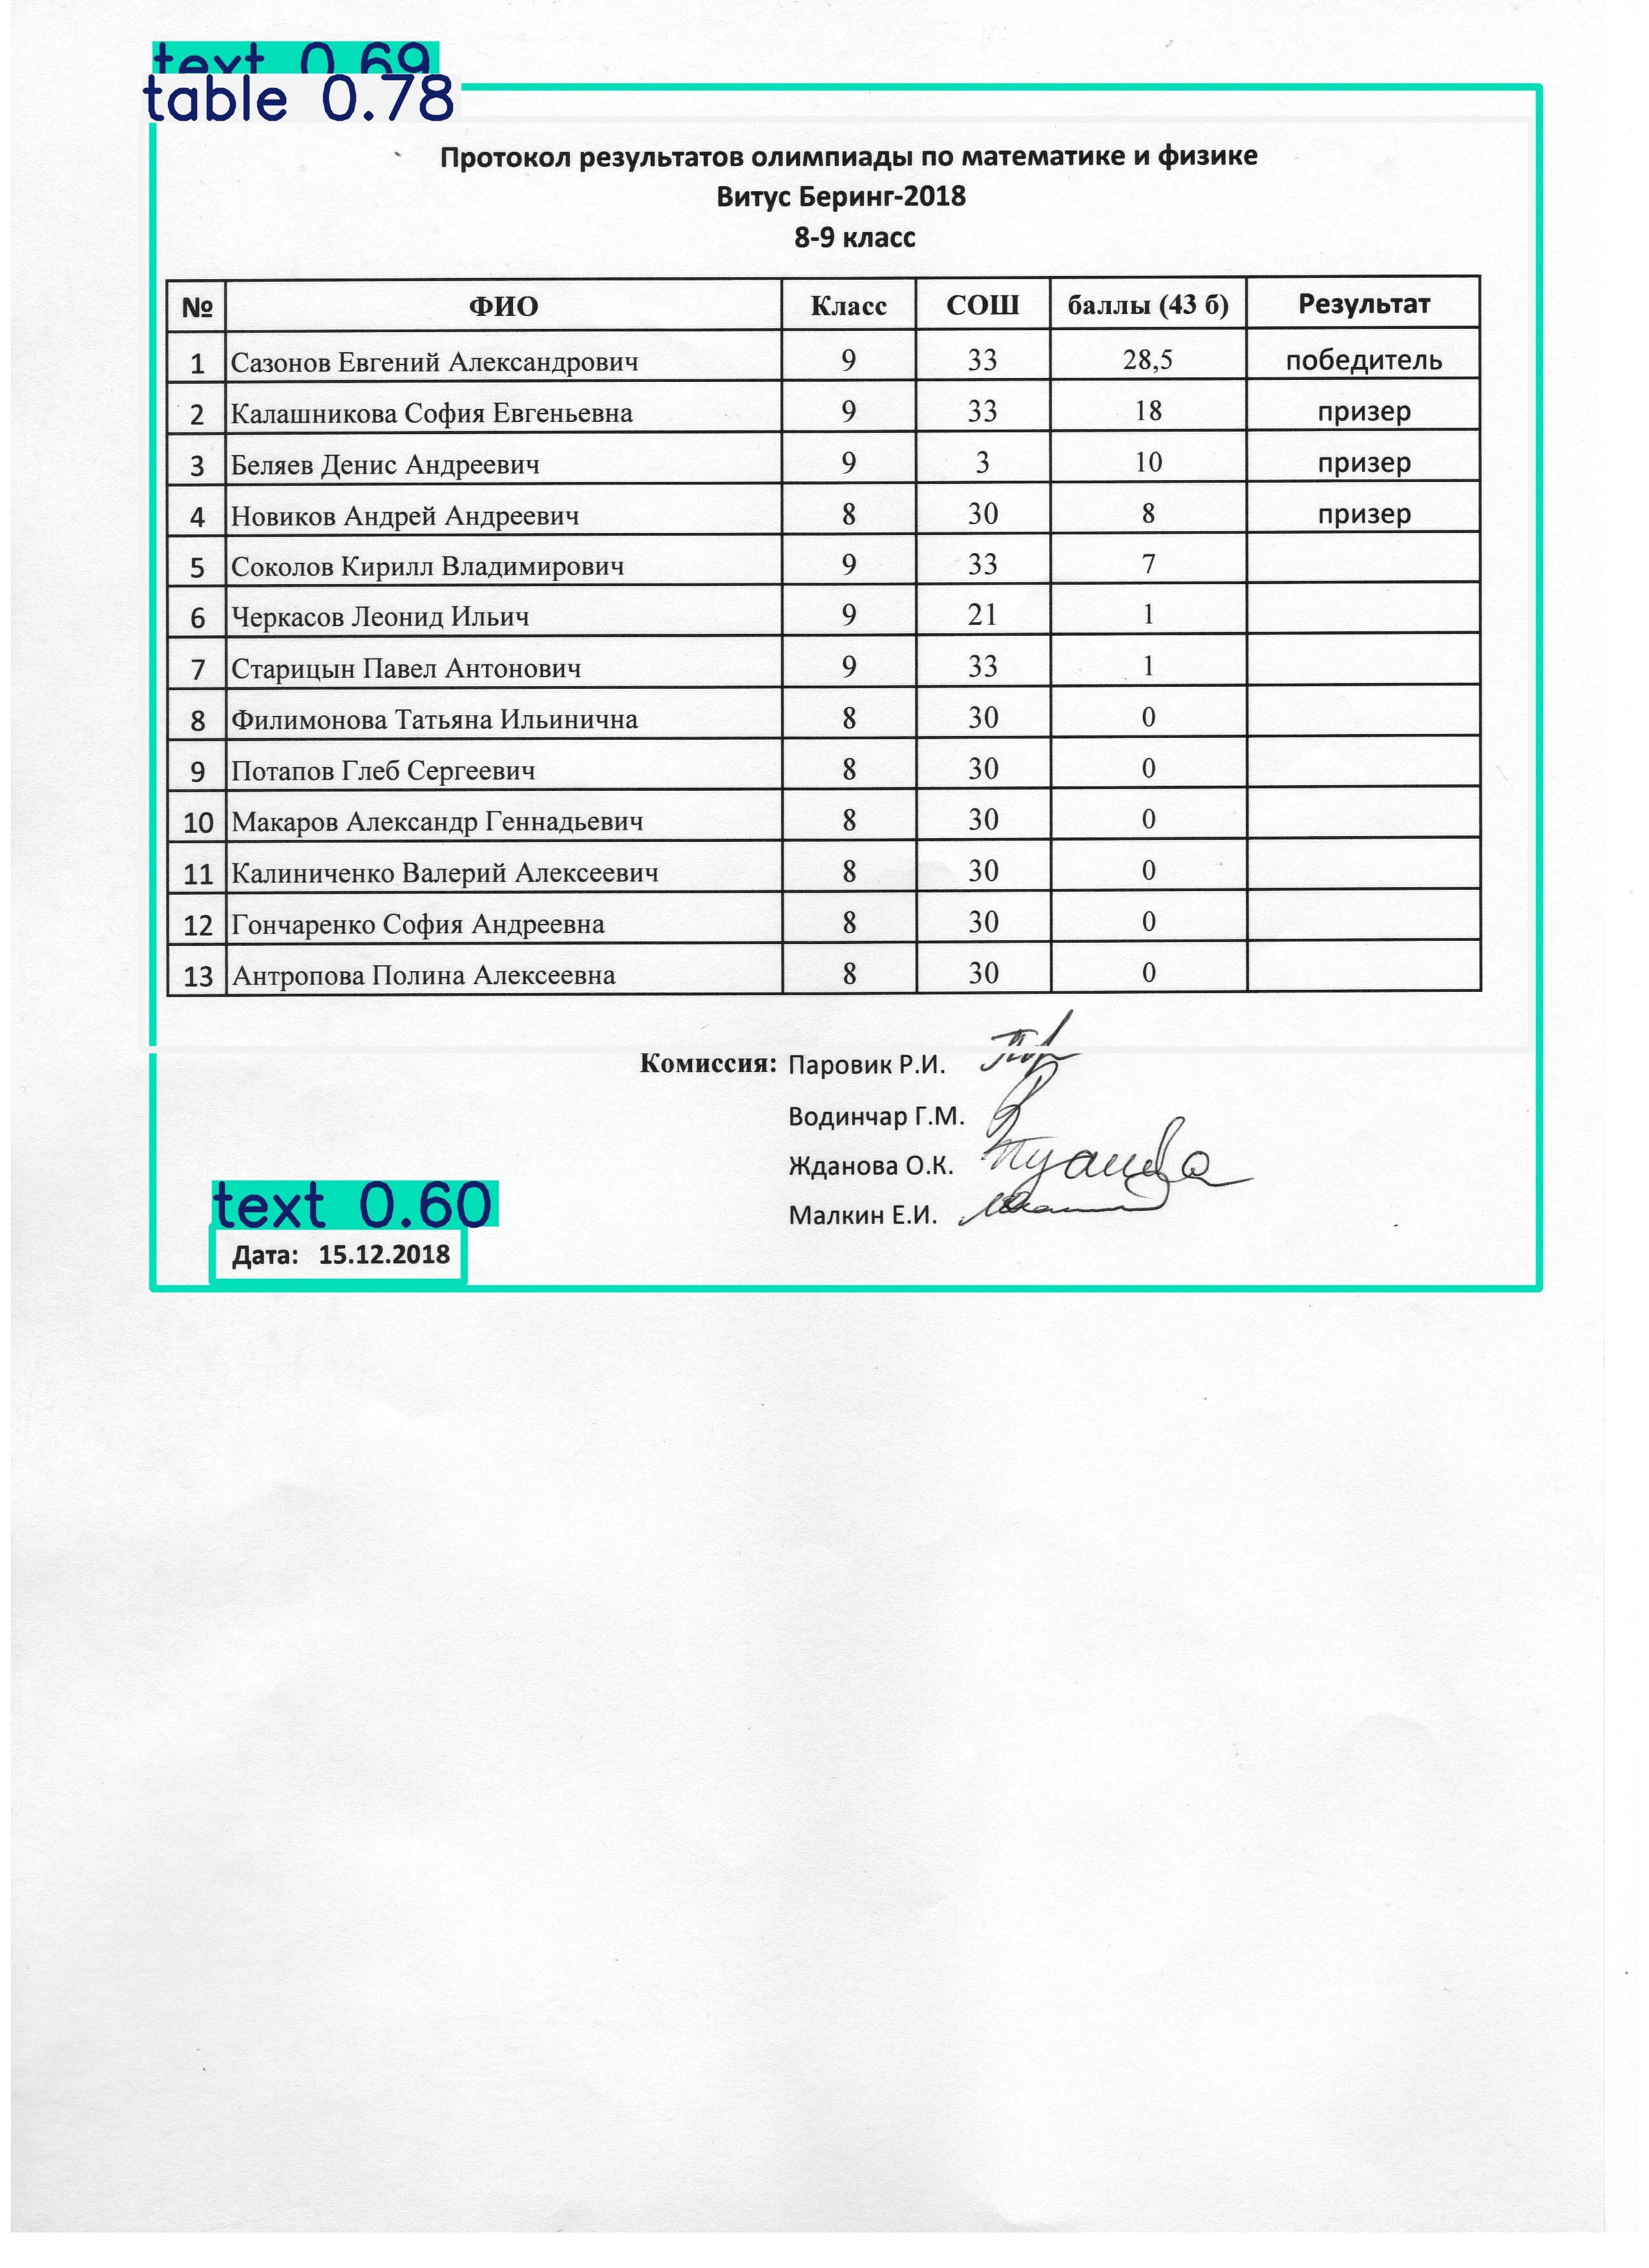 text 0.69
table 0.78
Протокол результатов олимпиады по математике и физике
Витус Беринг-2018
8-9 класс
№ ФИО Класс СОШ баллы (43 б) Результат
1 Сазонов Евгений Александрович 9 33 28,5 победитель
2 Калашникова София Евгеньевна 9 33 18 призер
3 Беляев Денис Андреевич 9 3 10 призер
4 Новиков Андрей Андреевич 8 30 8 призер
5 Соколов Кирилл Владимирович 9 33 7
6 Черкасов Леонид Ильич 9 21 1
7 Старицын Павел Антонович 9 33 1
8 Филимонова Татьяна Ильинична 8 30 0
9 Потапов Глеб Сергеевич 8 30 0
10 Макаров Александр Геннадьевич 8 30 0
11 Калиниченко Валерий Алексеевич 8 30 0
12 Гончаренко София Андреевна 8 30 0
13 Антропова Полина Алексеевна 8 30 0
Комиссия: Паровик Р.И.
Водинчар Г.М.
Жданова О.К.
Малкин Е.И.
text 0.60
Дата: 15.12.2018